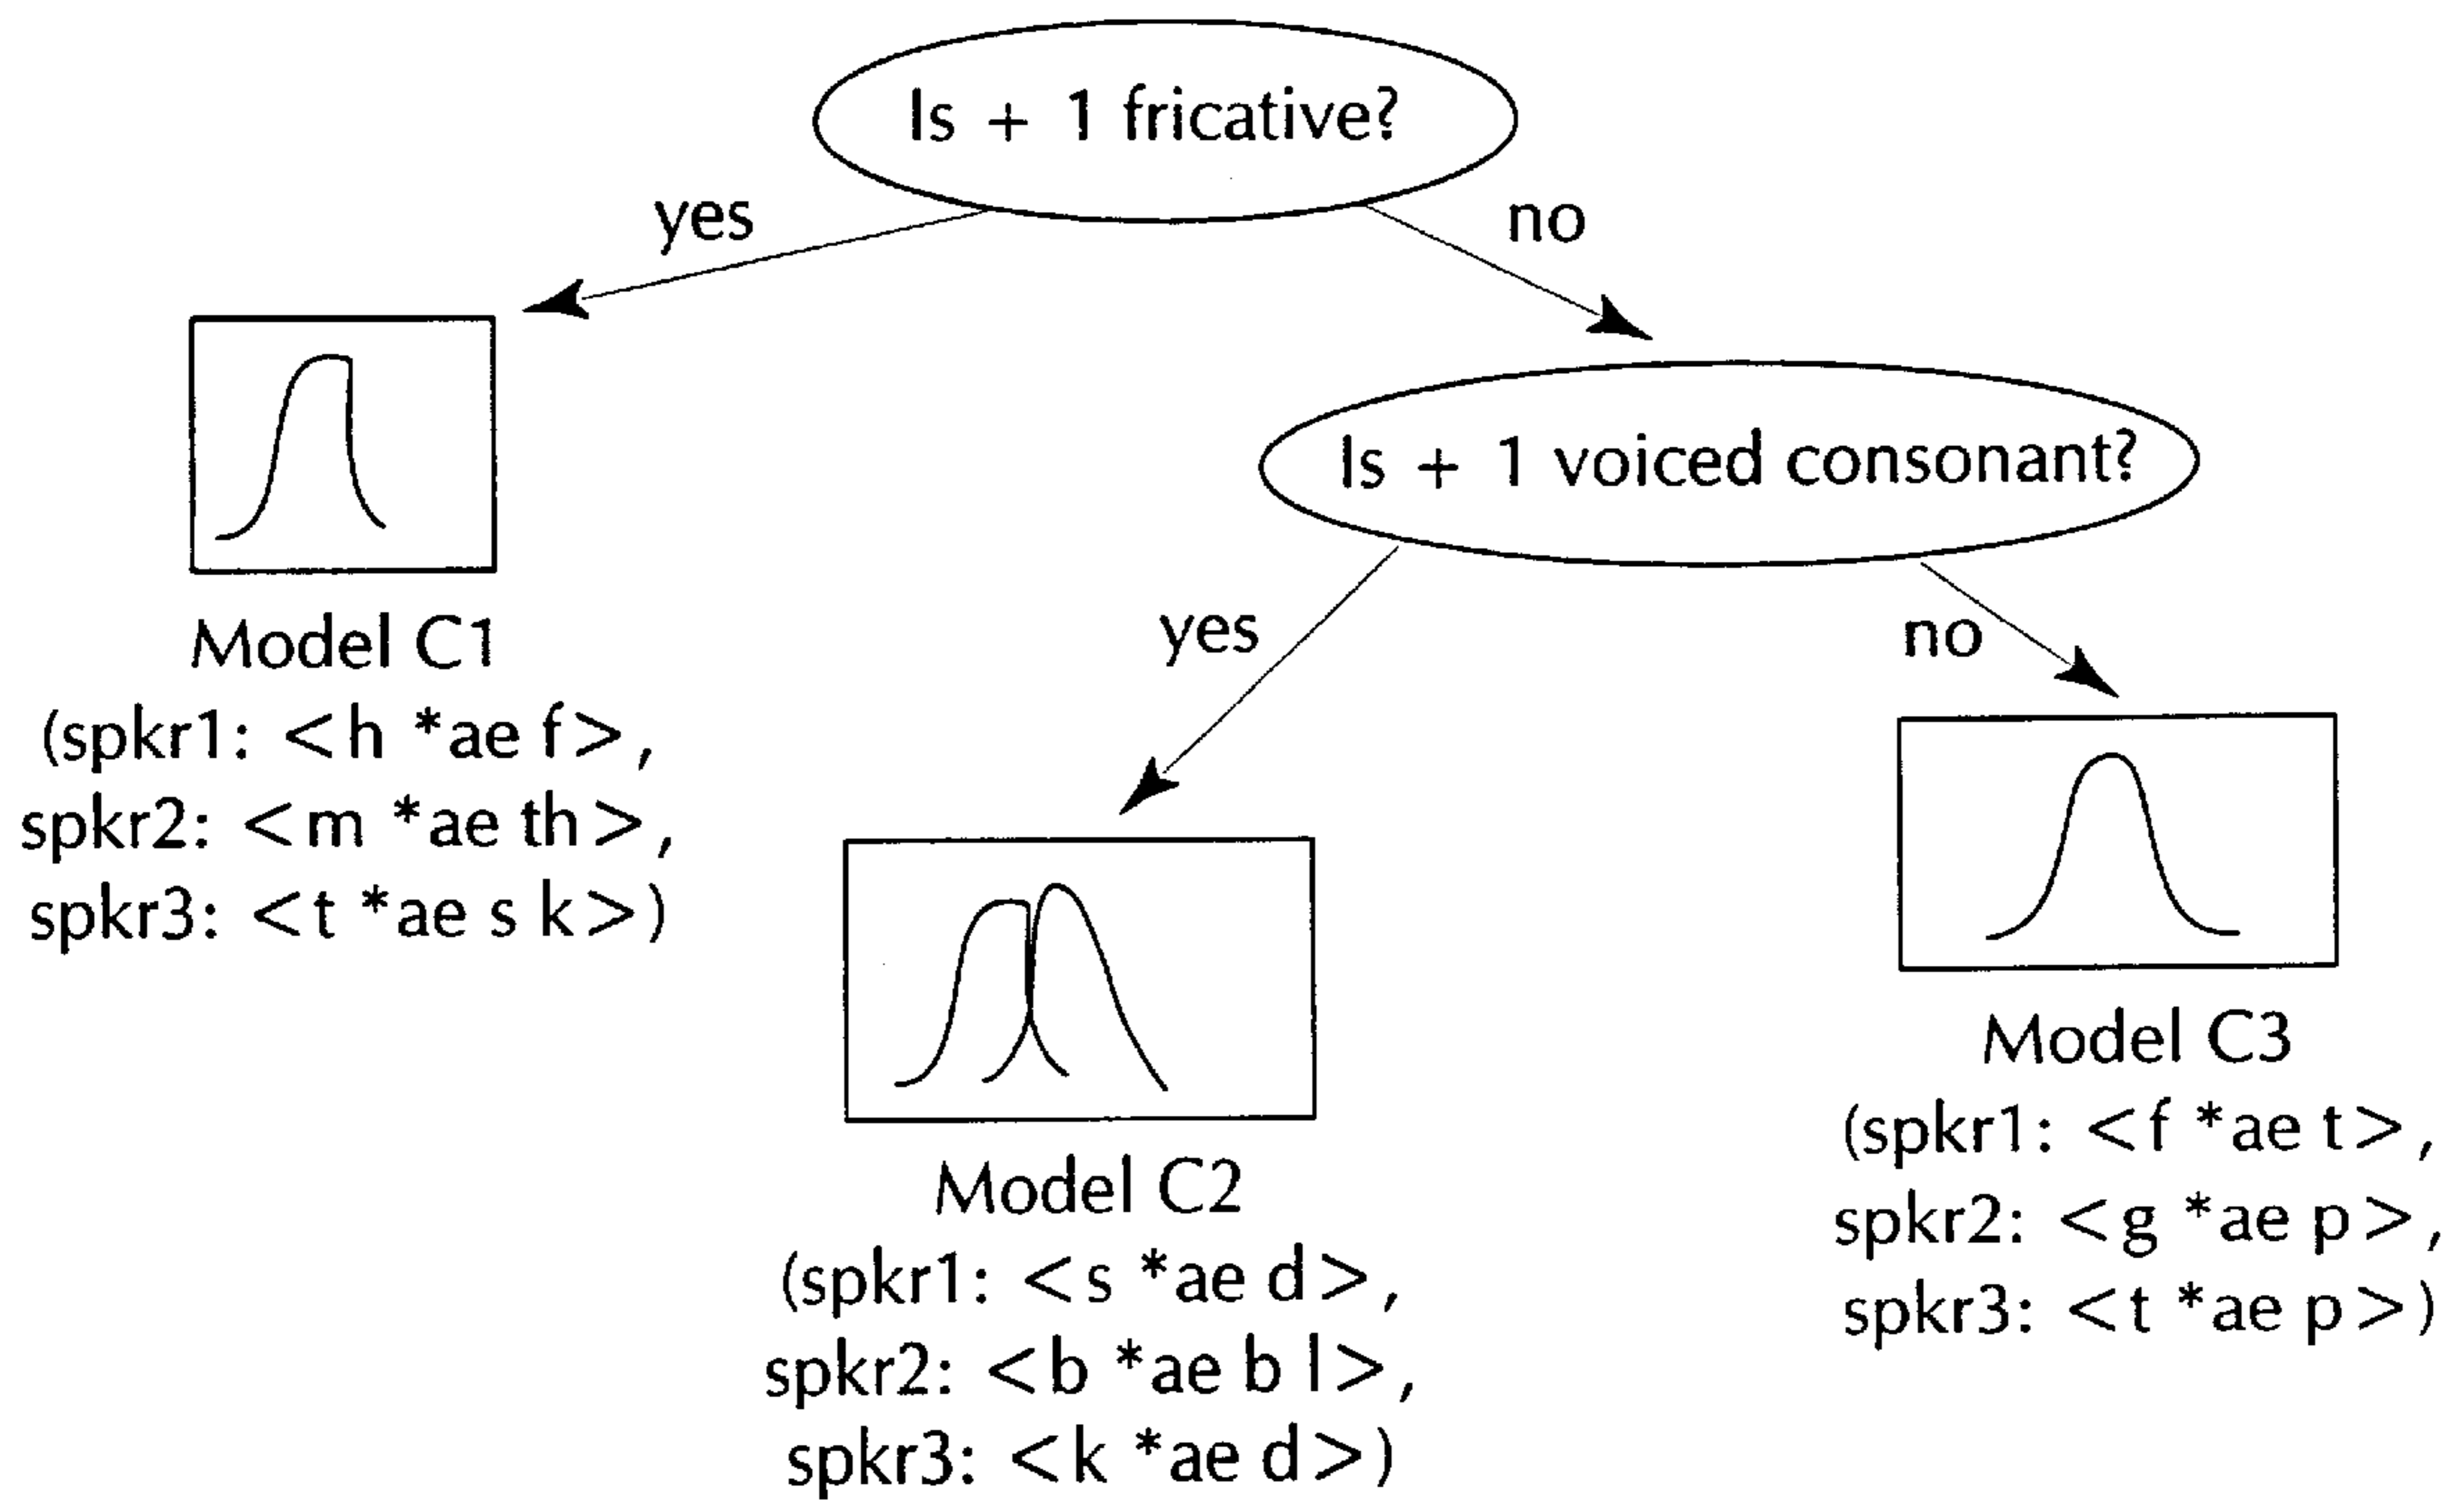 Is + 1 fricative?
yes
no
Is + 1 voiced consonant?
yes
no
Model C1
(spkr1: <h *ae f>,
spkr2: <m *ae th>,
spkr3: <t *ae s k>)
Model C2
(spkr1: <s *ae d>,
spkr2: <b *ae b l>,
spkr3: <k *ae d>)
Model C3
(spkr1: <f *ae t>,
spkr2: <g *ae p>,
spkr3: <t *ae p>)